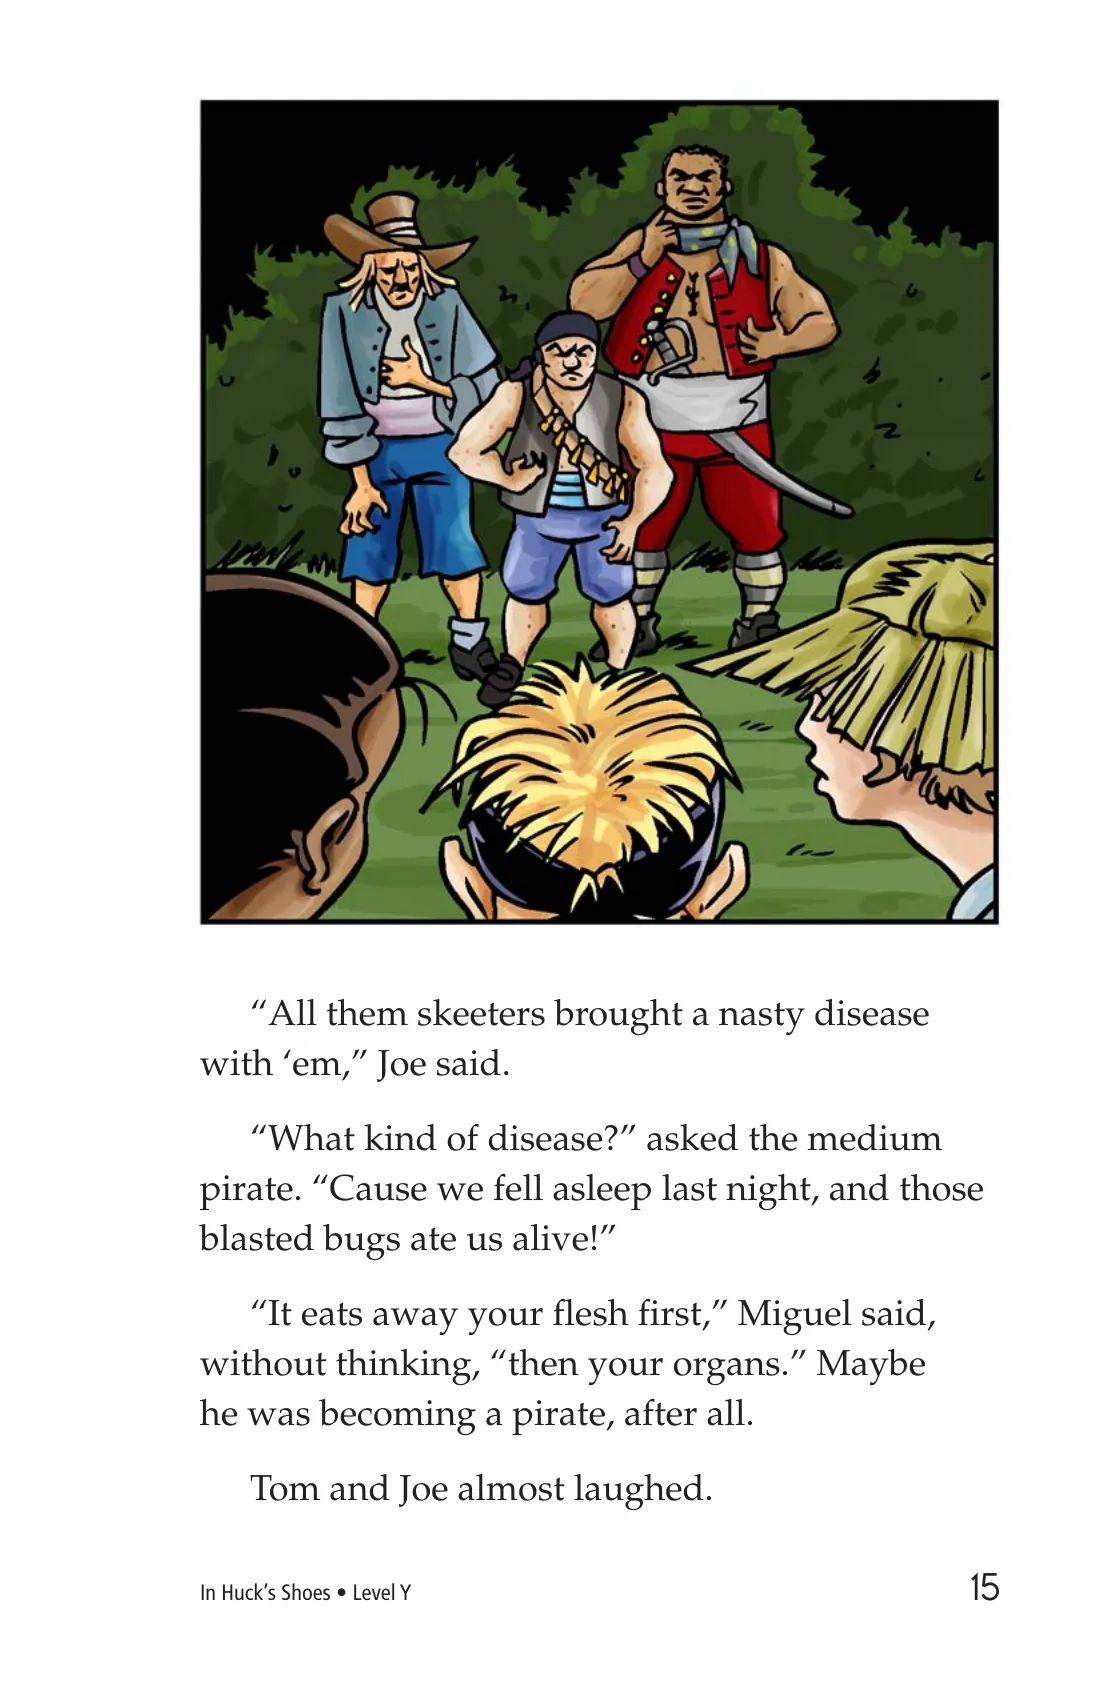 “All them skeeters brought a nasty disease
with ‘em,” Joe said.
“What kind of disease?” asked the medium
pirate. “Cause we fell asleep last night, and those
blasted bugs ate us alive!”
“It eats away your flesh first,” Miguel said,
without thinking, “then your organs.” Maybe
he was becoming a pirate, after all.
Tom and Joe almost laughed.
In Huck’s Shoes • Level Y
15